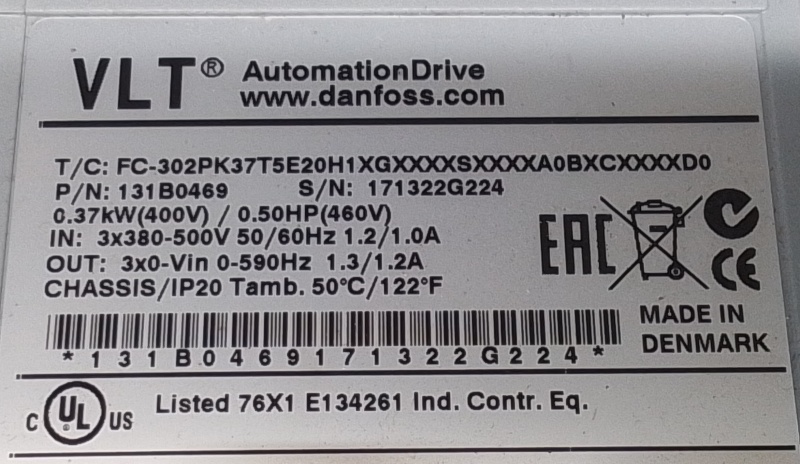 VLT® AutomationDrive
www.danfoss.com
T/C: FC-302PK37T5E20H1XGXXXXSXXXXA0BXCXXXXD0
P/N: 131B0469 S/N: 171322G224
0.37kW(400V) / 0.50HP(460V)
IN: 3x380-500V 50/60Hz 1.2/1.0A
OUT: 3x0-Vin 0-590Hz 1.3/1.2A
CHASSIS/IP20 Tamb. 50°C/122°F
EAC
CE
*131B0469171322G224*
MADE IN
DENMARK
C UL US Listed 76X1 E134261 Ind. Contr. Eq.